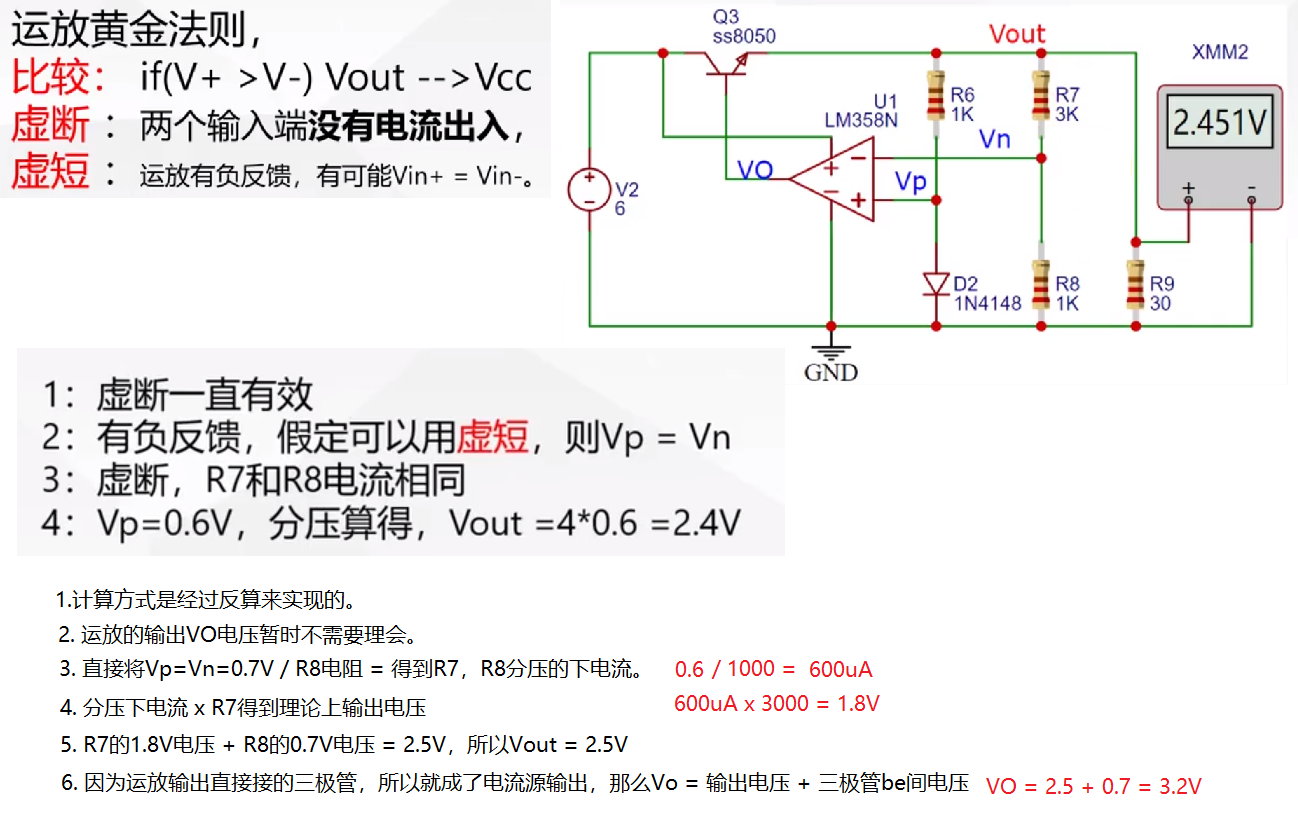 运放黄金法则,
比较： if(V+ >V-) Vout -->Vcc
虚断 ：两个输入端没有电流出入，
虚短 ：运放有负反馈，有可能Vin+ = Vin-。
Q3
ss8050
Vout
XMM2
2.451V
R6
1K
R7
3K
U1
LM358N
Vn
VO
Vp
V2
6
D2
1N4148
R8
1K
R9
30
GND
1：虚断一直有效
2：有负反馈，假定可以用虚短，则Vp = Vn
3：虚断，R7和R8电流相同
4：Vp=0.6V，分压算得，Vout =4*0.6 =2.4V
1.计算方式是经过反算来实现的。
2. 运放的输出VO电压暂时不需要理会。
3. 直接将Vp=Vn=0.7V / R8电阻 = 得到R7，R8分压的下电流。 0.6 / 1000 = 600uA
4. 分压下电流 x R7得到理论上输出电压 600uA x 3000 = 1.8V
5. R7的1.8V电压 + R8的0.7V电压 = 2.5V，所以Vout = 2.5V
6. 因为运放输出直接接的三极管，所以就成了电流源输出，那么Vo = 输出电压 + 三极管be间电压 VO = 2.5 + 0.7 = 3.2V